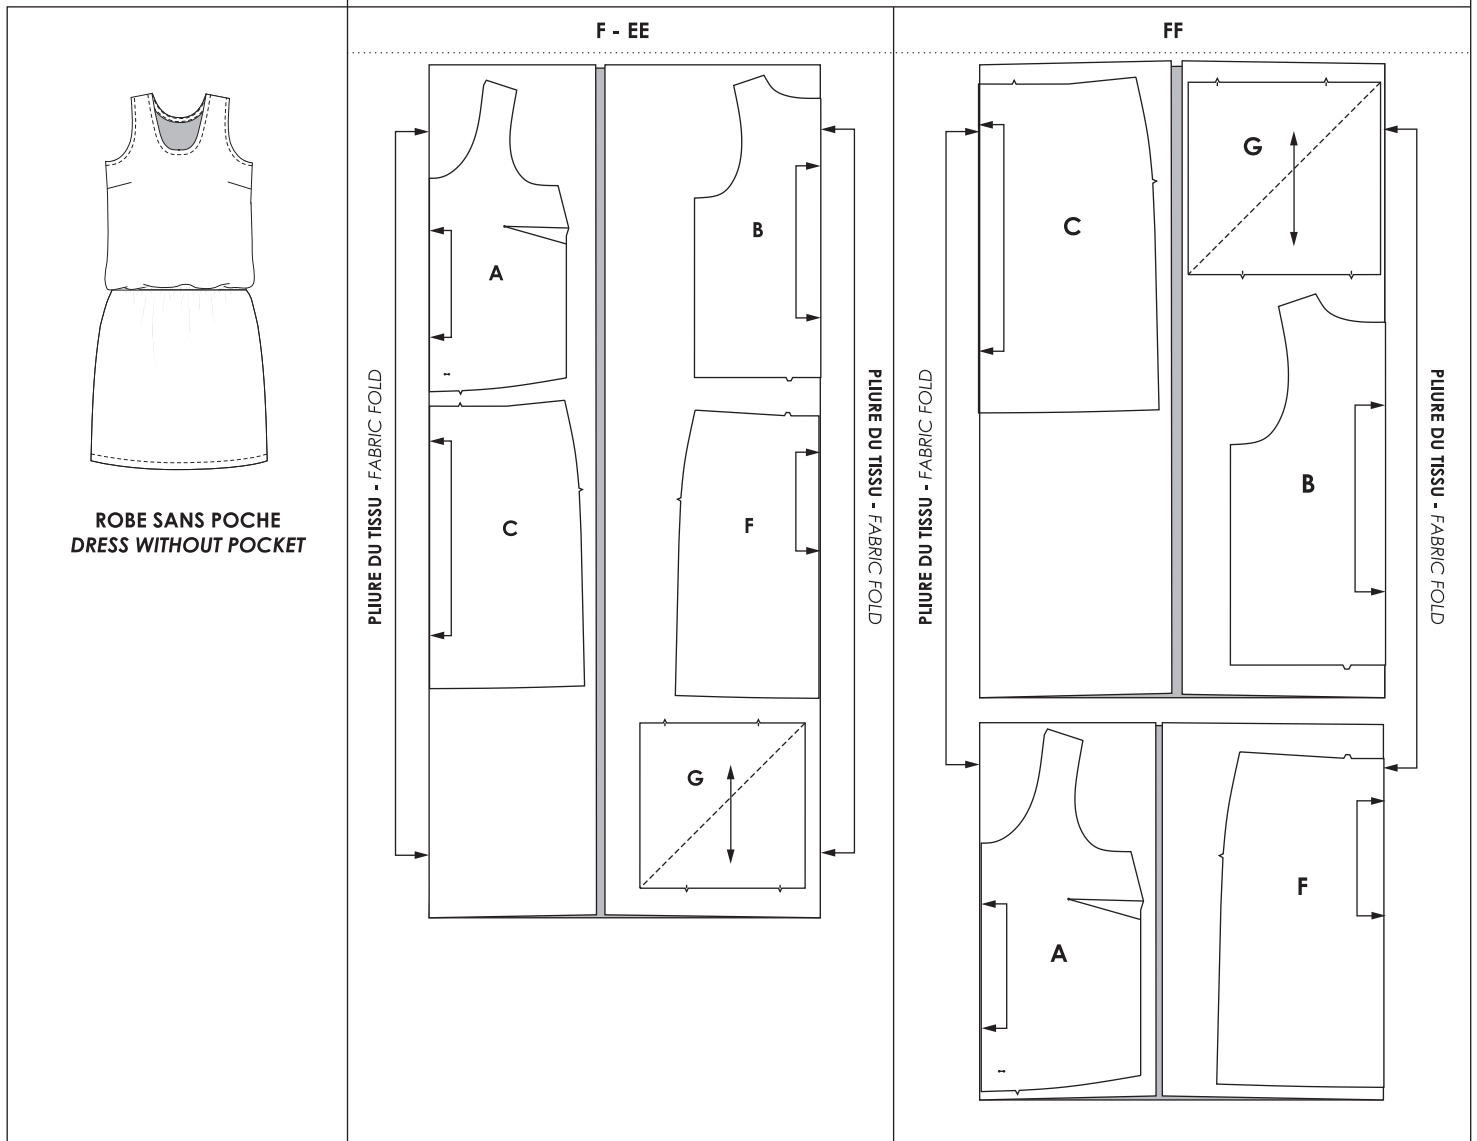 F - EE
FF
ROBE SANS POCHE
DRESS WITHOUT POCKET
PLIURE DU TISSU - FABRIC FOLD
A
B
C
F
G
PLIURE DU TISSU - FABRIC FOLD
PLIURE DU TISSU - FABRIC FOLD
C
G
B
A
F
PLIURE DU TISSU - FABRIC FOLD